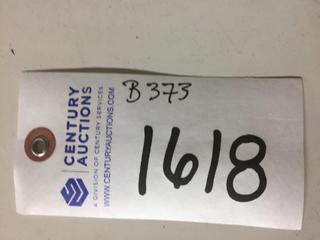 CENTURY
AUCTIONS
A DIVISION OF CENTURY SERVICES
WWW.CENTURYAUCTIONS.COM
B373
1618